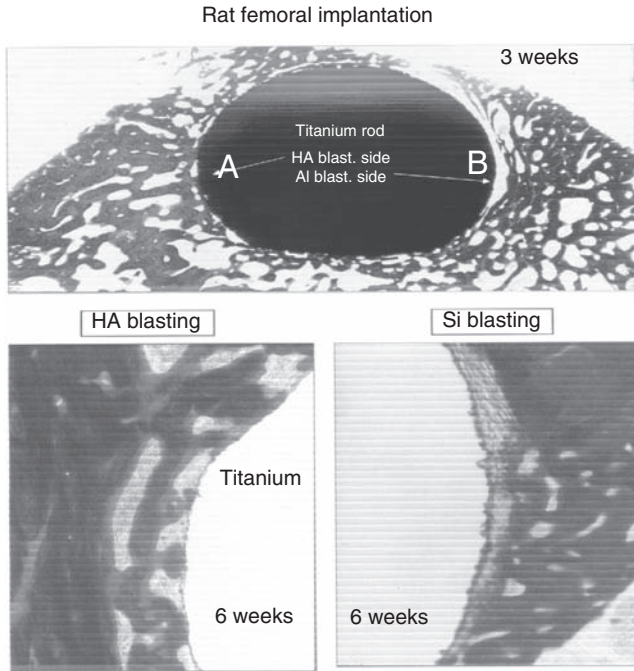 Rat femoral implantation
3 weeks
Titanium rod
A
HA blast. side
B
Al blast. side
HA blasting
Si blasting
Titanium
6 weeks
6 weeks